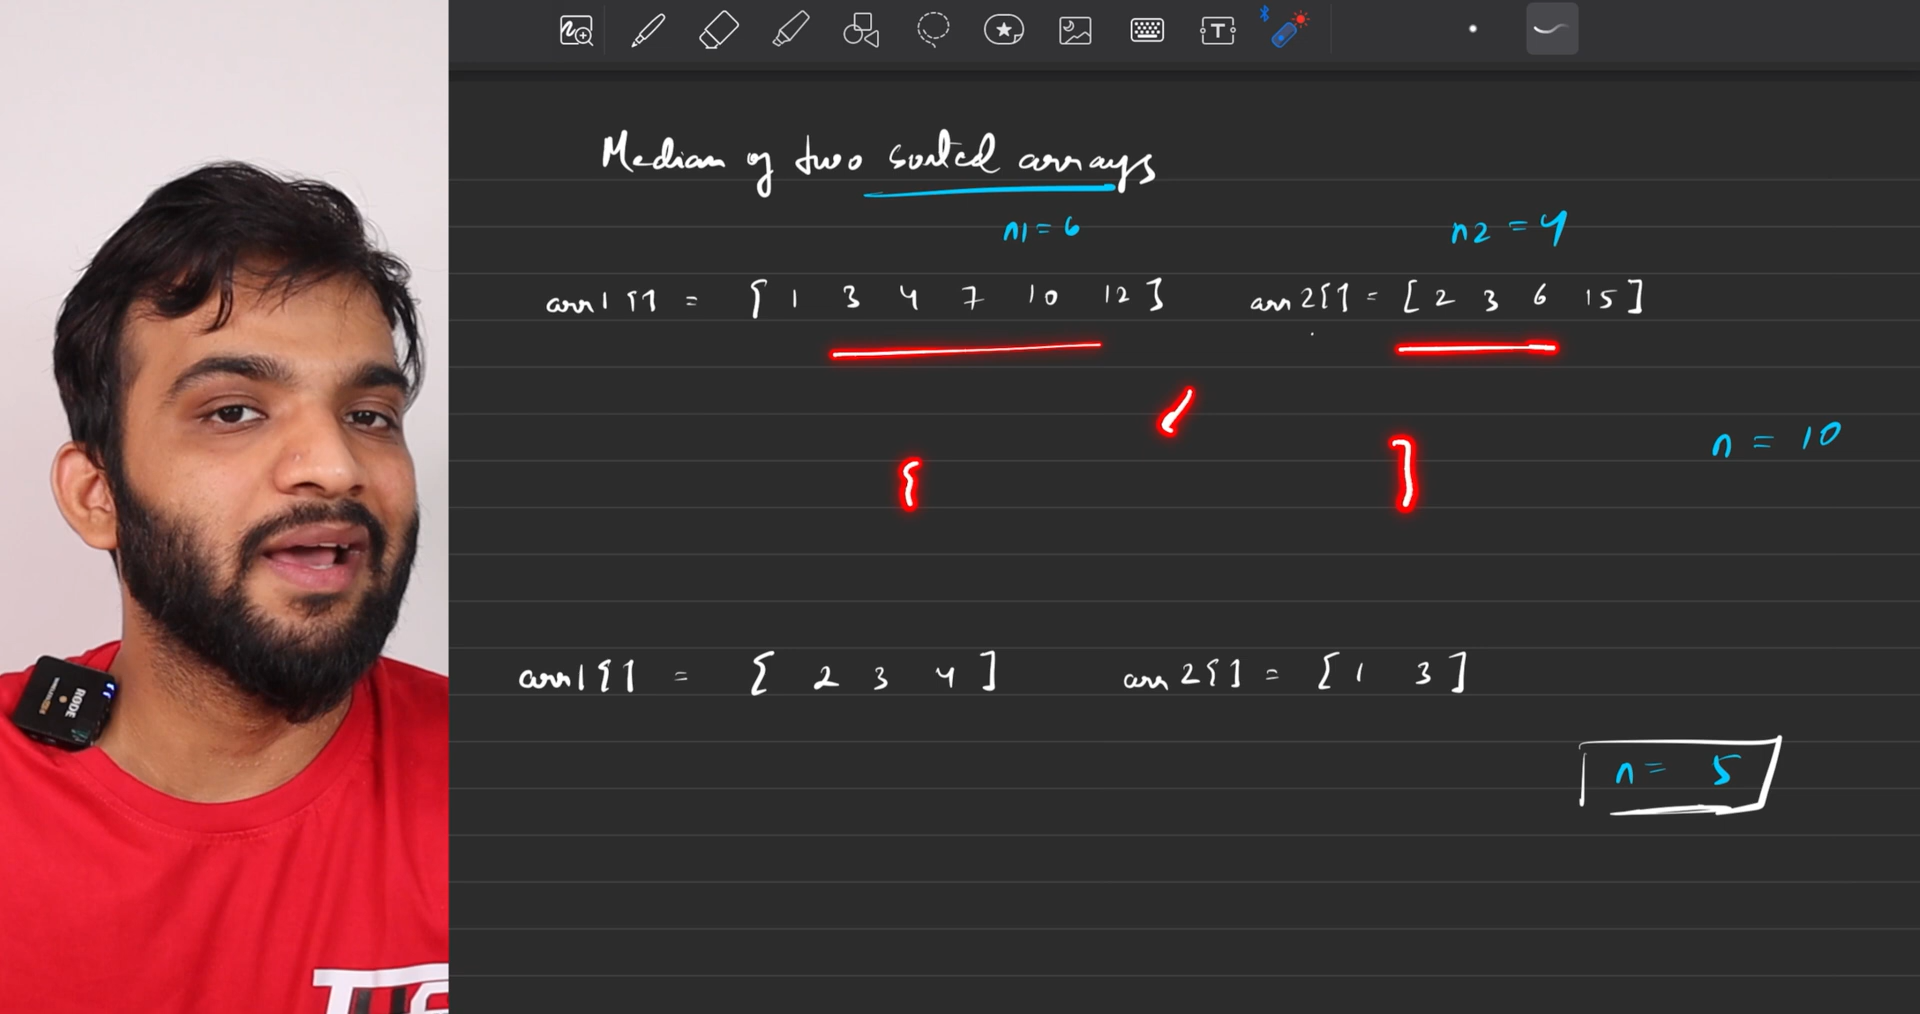 Median of two sorted arrays
n1 = 6
n2 = 4
arr1[] = [ 1 3 4 7 10 12 ]
arr2[] = [ 2 3 6 15 ]
[ ]
n = 10
arr1[] = [ 2 3 4 ]
arr2[] = [ 1 3 ]
n = 5
RODE